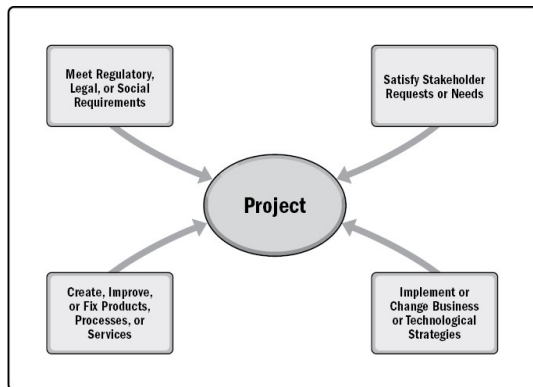 Meet Regulatory,
Legal, or Social
Requirements
Satisfy Stakeholder
Requests or Needs
Project
Create, Improve,
or Fix Products,
Processes, or
Services
Implement or
Change Business
or Technological
Strategies